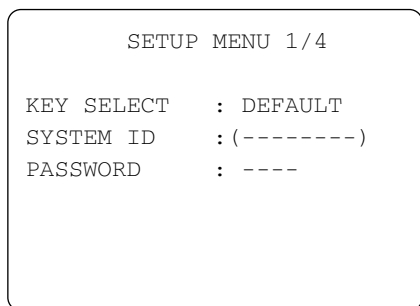 SETUP MENU 1/4
KEY SELECT : DEFAULT
SYSTEM ID :(--------)
PASSWORD : ----